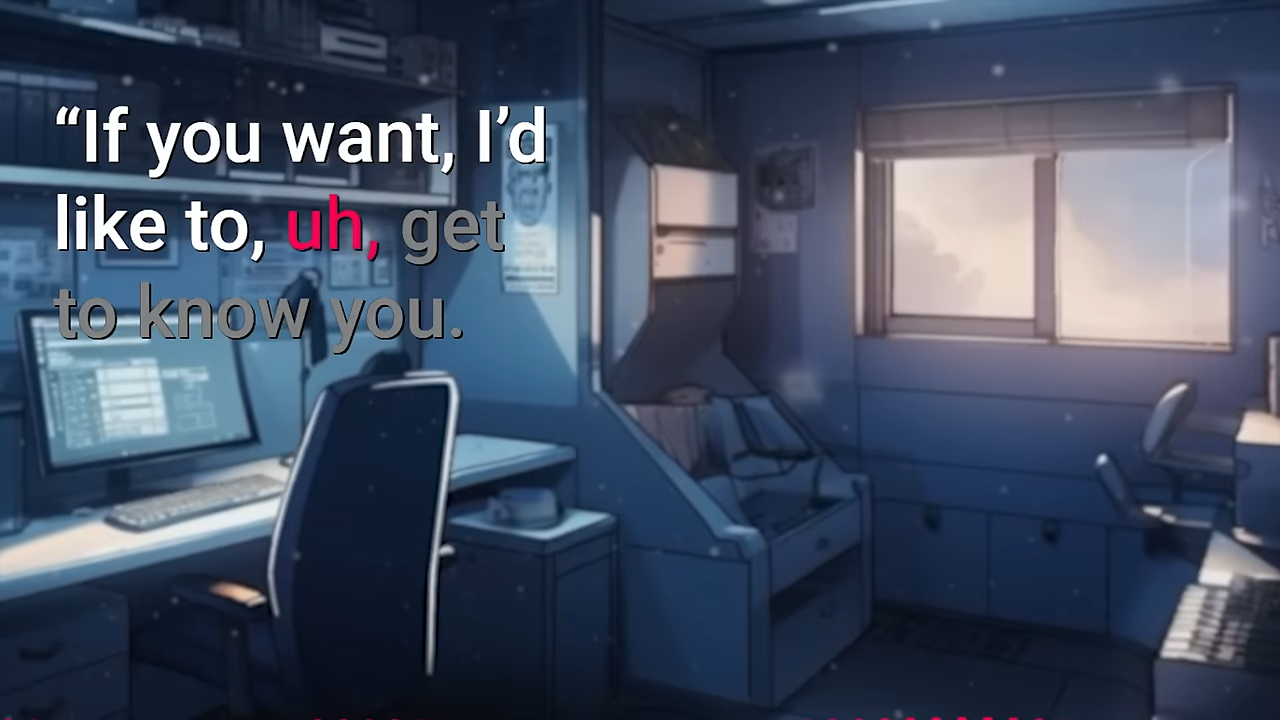 “If you want, I’d
like to, uh, get
to know you.